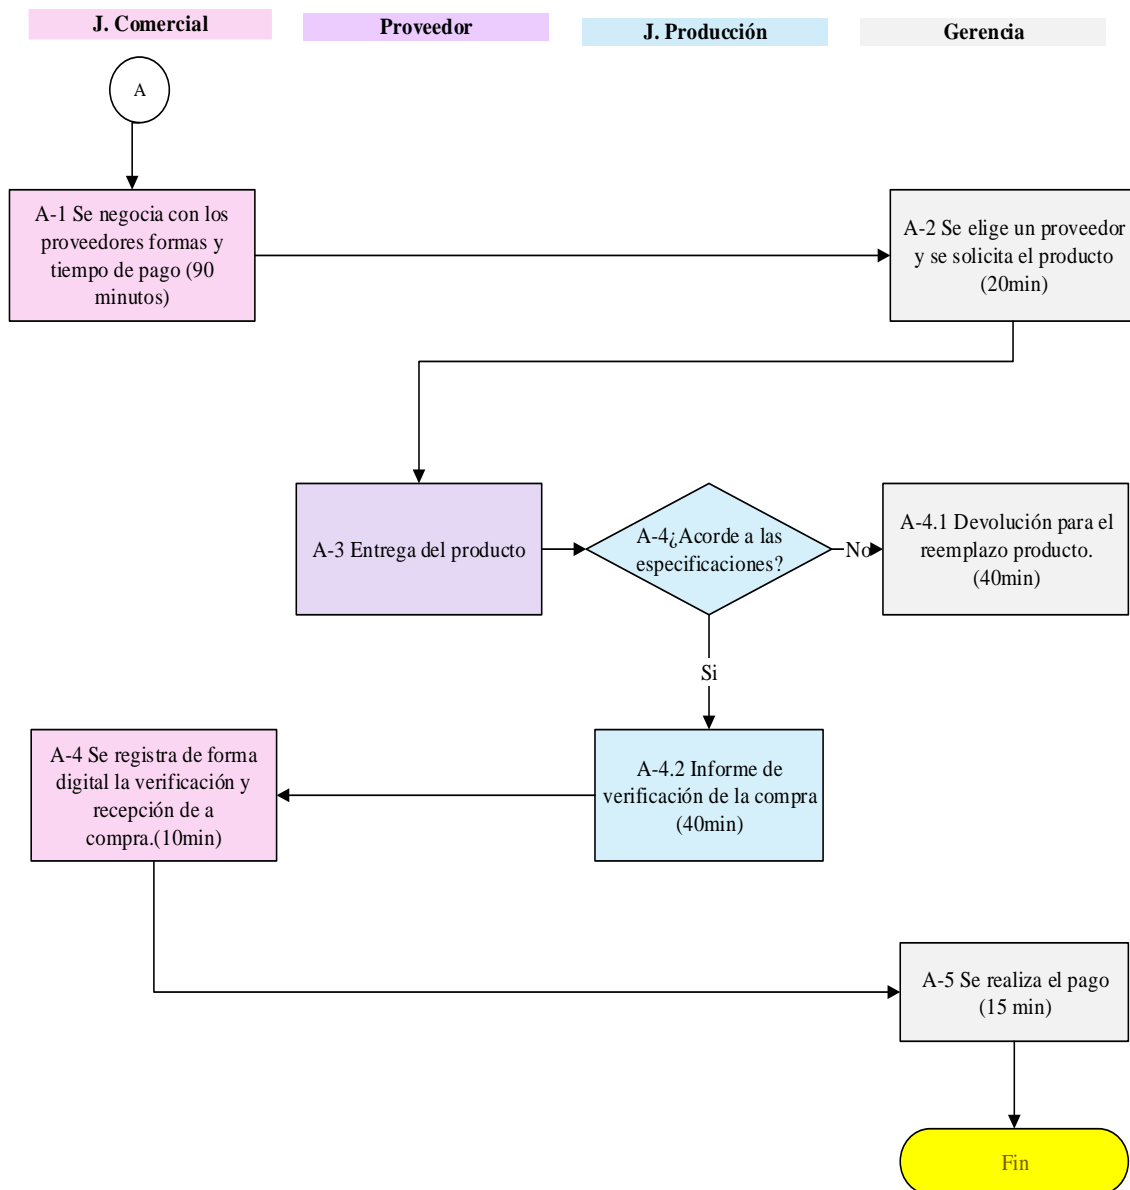 J. Comercial
Proveedor
J. Producción
Gerencia
A
A-1 Se negocia con los
proveedores formas y
tiempo de pago (90
minutos)
A-2 Se elige un proveedor
y se solicita el producto
(20min)
A-3 Entrega del producto
A-4¿Acorde a las
especificaciones?
No
A-4.1 Devolución para el
reemplazo producto.
(40min)
Si
A-4 Se registra de forma
digital la verificación y
recepción de a
compra.(10min)
A-4.2 Informe de
verificación de la compra
(40min)
A-5 Se realiza el pago
(15 min)
Fin